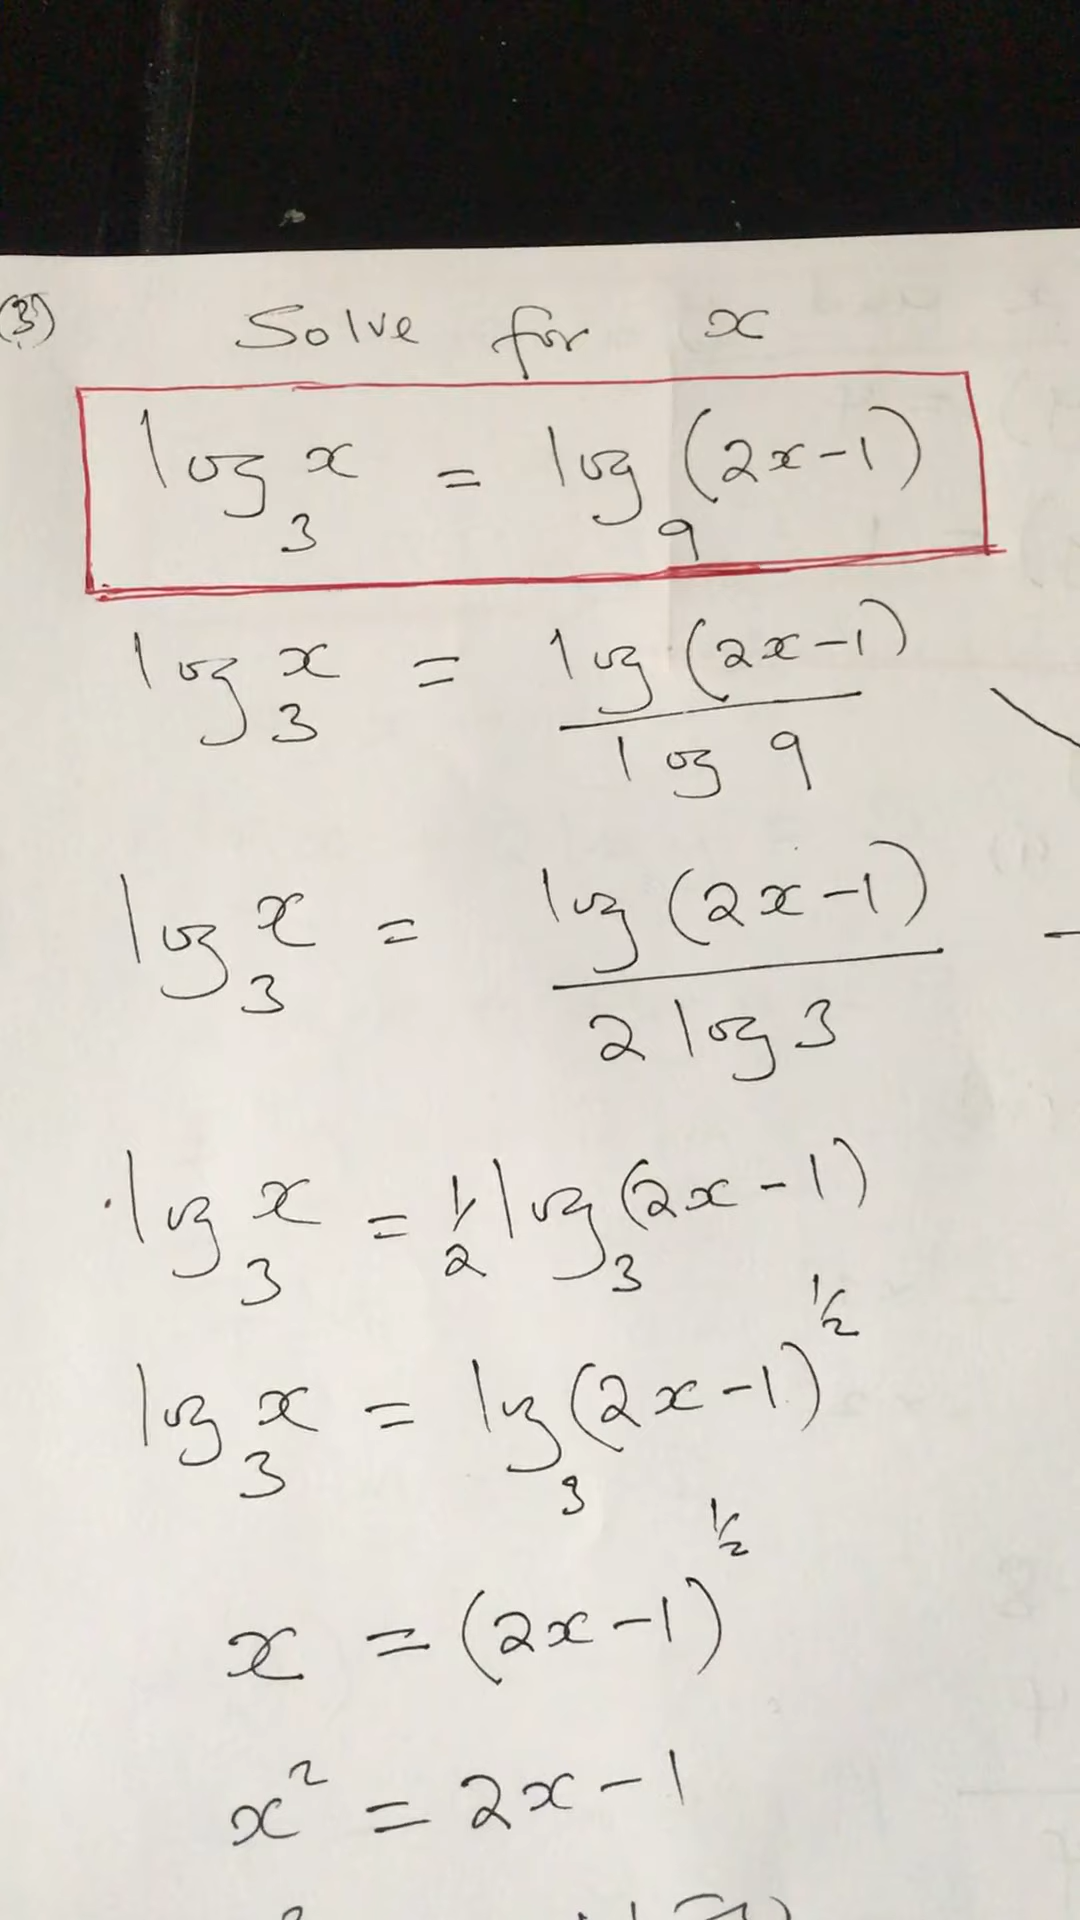 (3) Solve for x
log₃ x = log₉ (2x-1)
log₃ x = log (2x-1) / log 9
log₃ x = log (2x-1) / 2 log 3
log₃ x = 1/2 log₃ (2x-1)
log₃ x = lg₃ (2x-1)^1/2
x = (2x-1)^1/2
x² = 2x-1